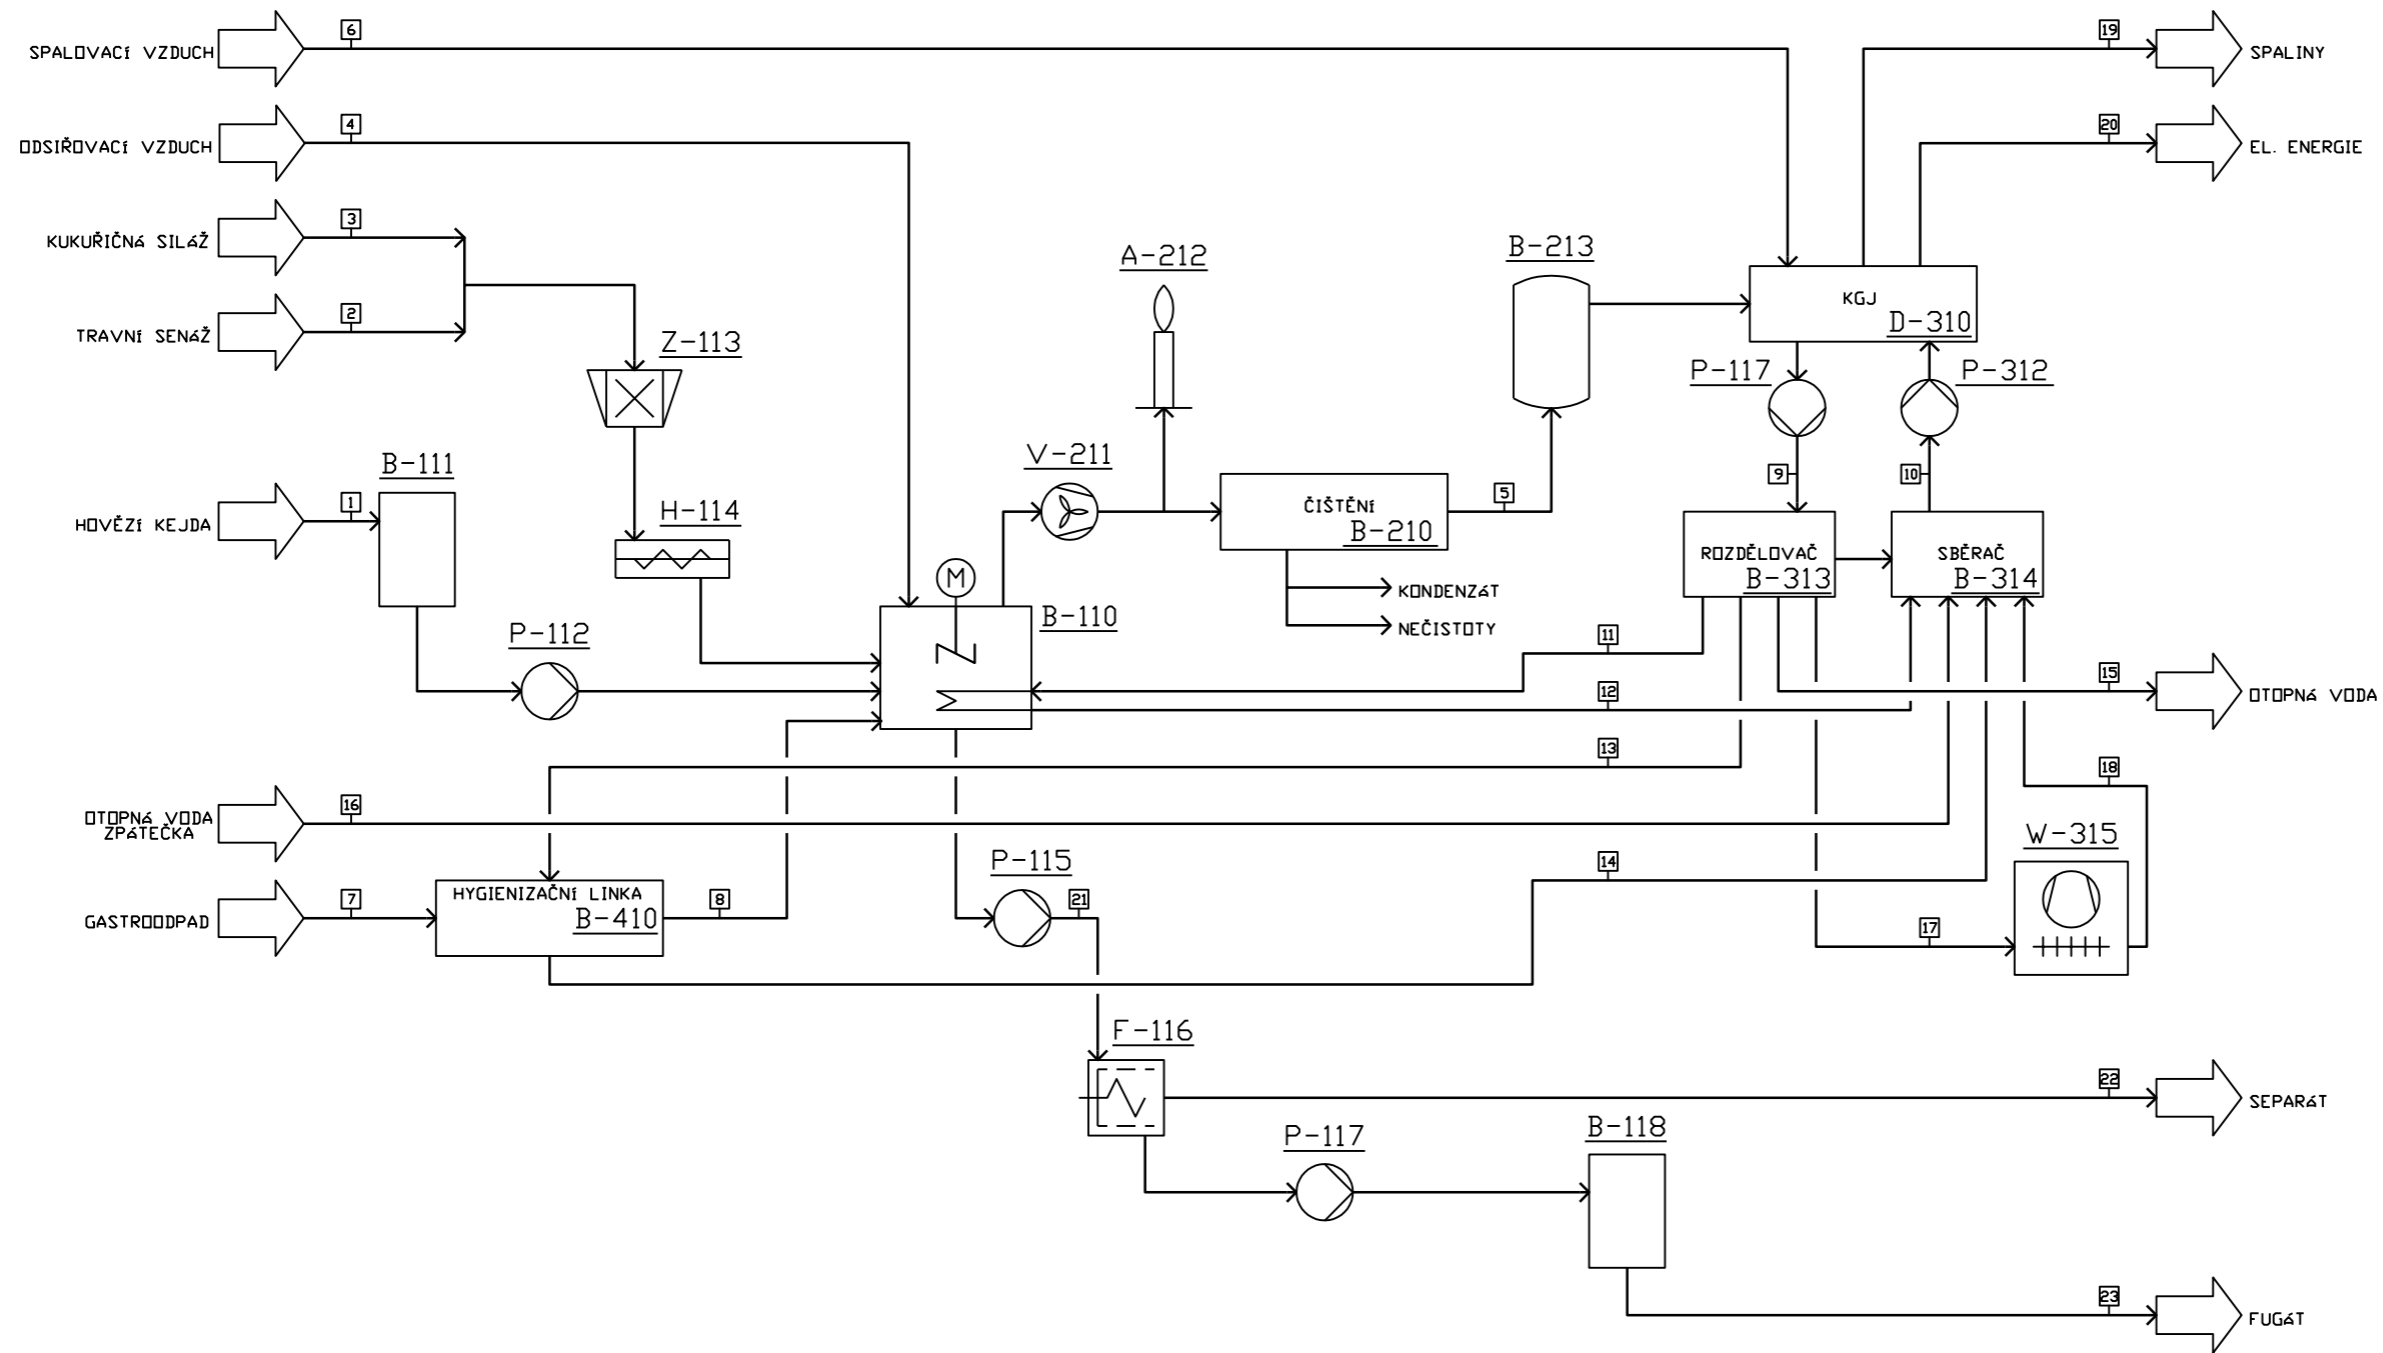 6
SPALOVACÍ VZDUCH
19
SPALINY
4
ODSIŘOVACÍ VZDUCH
20
EL. ENERGIE
3
KUKUŘIČNÁ SILÁŽ
A-212
B-213
2
TRAVNÍ SENÁŽ
Z-113
KGJ
D-310
P-117
P-312
B-111
V-211
1
HOVĚZÍ KEJDA
H-114
ČIŠTĚNÍ
B-210
5
9
10
ROZDĚLOVAČ
B-313
SBĚRAČ
B-314
M
B-110
KONDENZÁT
NEČISTOTY
P-112
11
12
15
OTOPNÁ VODA
13
18
16
OTOPNÁ VODA
ZPÁTEČKA
W-315
P-115
14
7
GASTROODPAD
HYGIENIZAČNÍ LINKA
B-410
8
21
17
F-116
22
SEPARÁT
P-117
B-118
23
FUGÁT